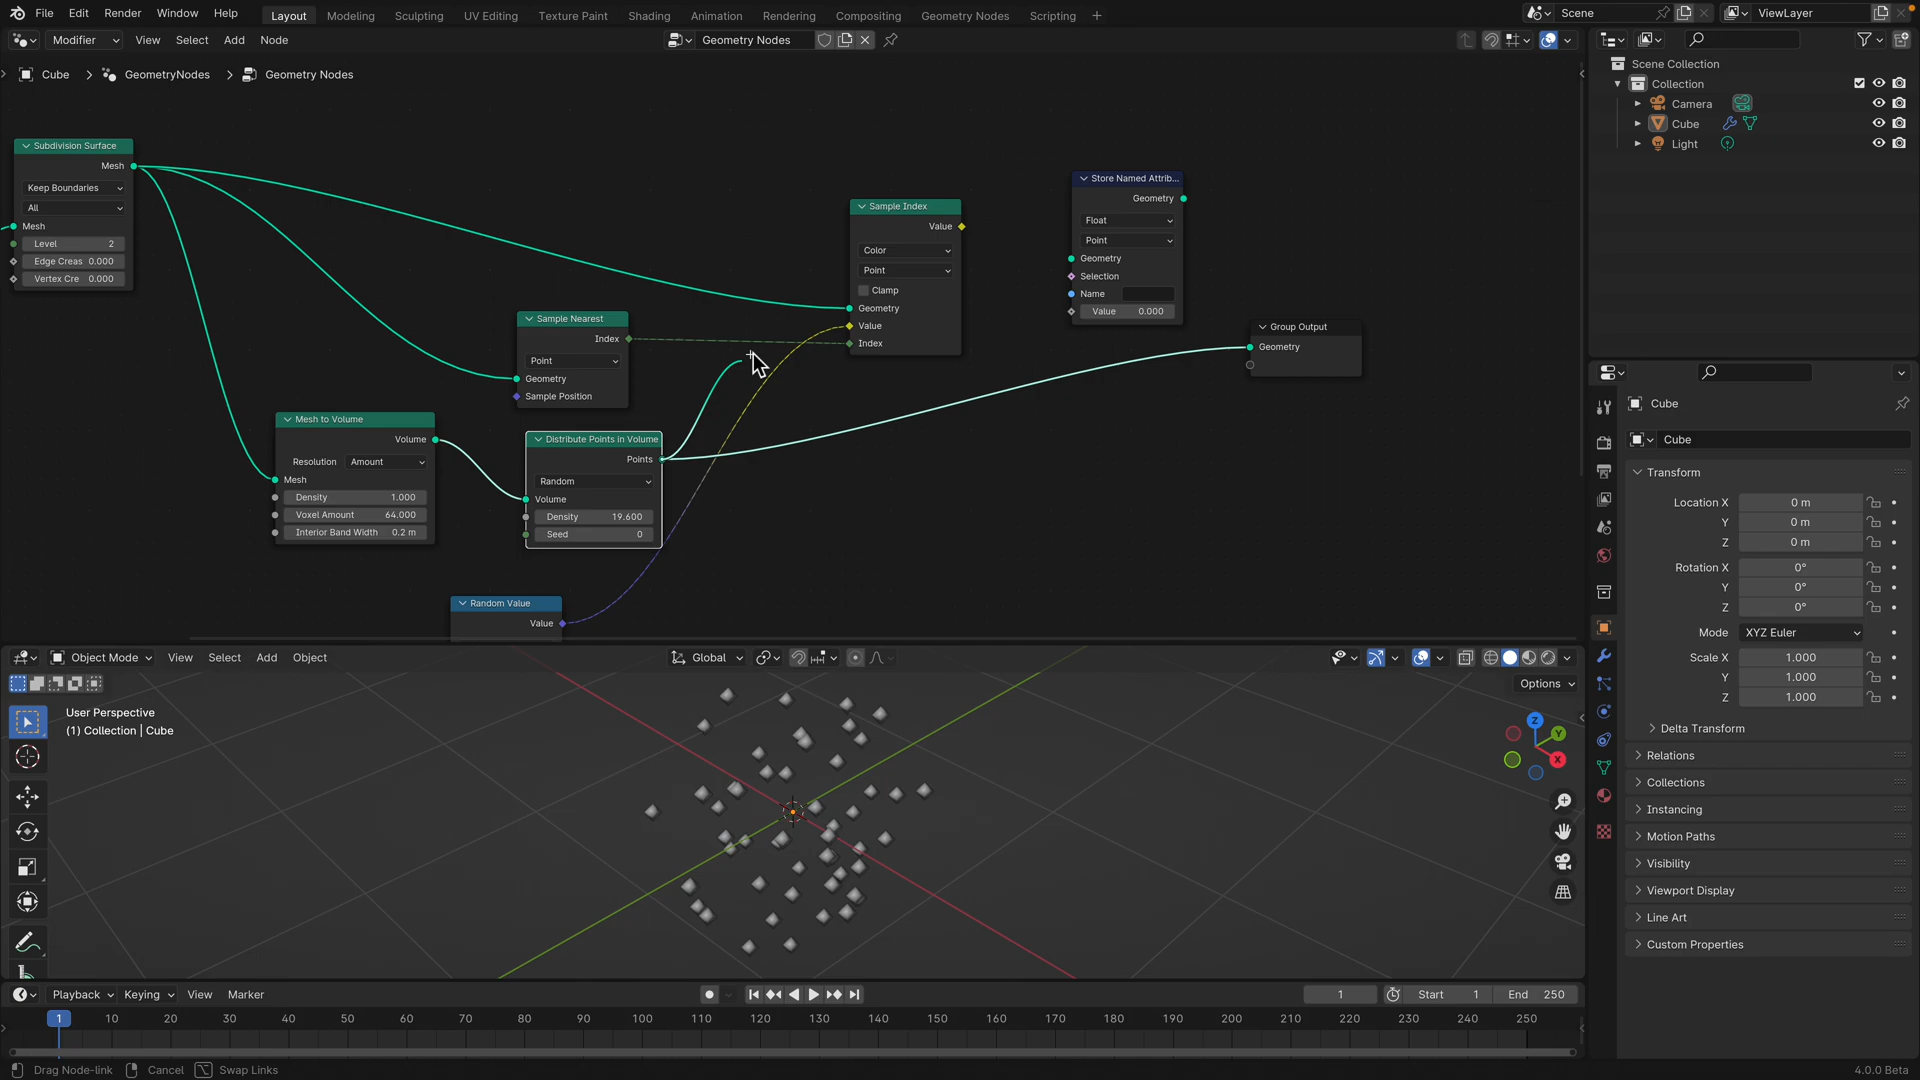 File Edit Render Window Help Layout Modeling Sculpting UV Editing Texture Paint Shading Animation Rendering Compositing Geometry Nodes Scripting + Scene ViewLayer
Modifier View Select Add Node Geometry Nodes
Cube > GeometryNodes > Geometry Nodes
Subdivision Surface
Mesh
Keep Boundaries
All
Mesh
Level 2
Edge Creas 0.000
Vertex Cre 0.000
Sample Index
Value
Color
Point
Clamp
Geometry
Value
Index
Store Named Attrib...
Geometry
Float
Point
Geometry
Selection
Name
Value 0.000
Group Output
Geometry
Sample Nearest
Index
Point
Geometry
Sample Position
Mesh to Volume
Volume
Resolution Amount
Mesh
Density 1.000
Voxel Amount 64.000
Interior Band Width 0.2 m
Distribute Points in Volume
Points
Random
Volume
Density 19.600
Seed 0
Random Value
Value
Scene Collection
Collection
Camera
Cube
Light
Cube
Cube
Transform
Location X 0 m
Y 0 m
Z 0 m
Rotation X 0°
Y 0°
Z 0°
Mode XYZ Euler
Scale X 1.000
Y 1.000
Z 1.000
Delta Transform
Relations
Collections
Instancing
Motion Paths
Visibility
Viewport Display
Line Art
Custom Properties
Object Mode View Select Add Object Global
Options
User Perspective
(1) Collection | Cube
Z
Y
X
Playback Keying View Marker 1 Start 1 End 250
1 10 20 30 40 50 60 70 80 90 100 110 120 130 140 150 160 170 180 190 200 210 220 230 240 250
Drag Node-link Cancel Swap Links 4.0.0 Beta